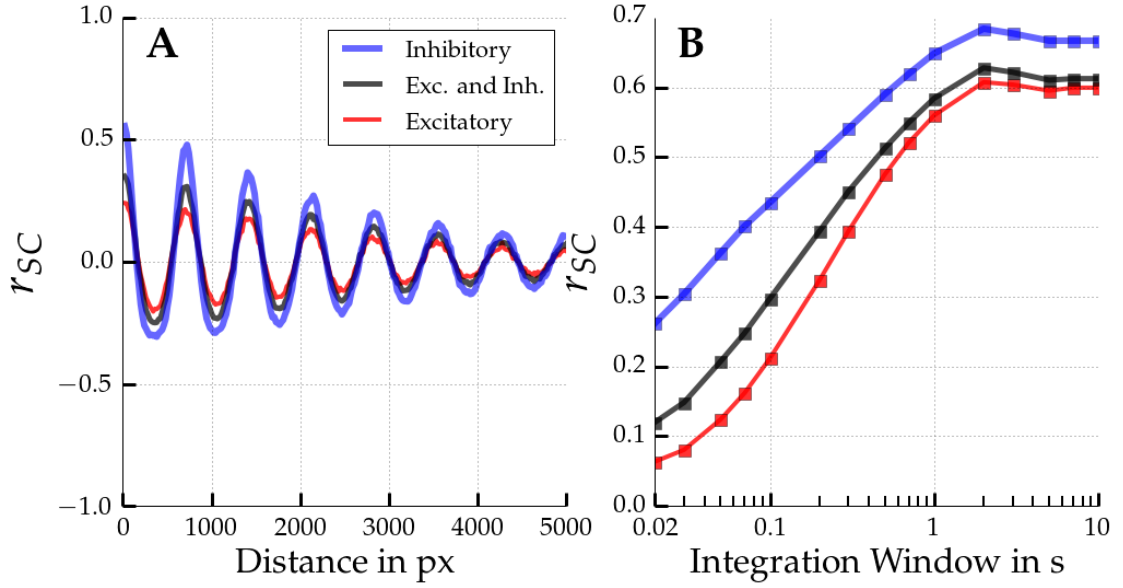 A
1.0
0.5
0.0
−0.5
−1.0
r_SC
Inhibitory
Exc. and Inh.
Excitatory
0
1000
2000
3000
4000
5000
Distance in px
B
0.7
0.6
0.5
0.4
0.3
0.2
0.1
0.0
r_SC
0.02
0.1
1
10
Integration Window in s